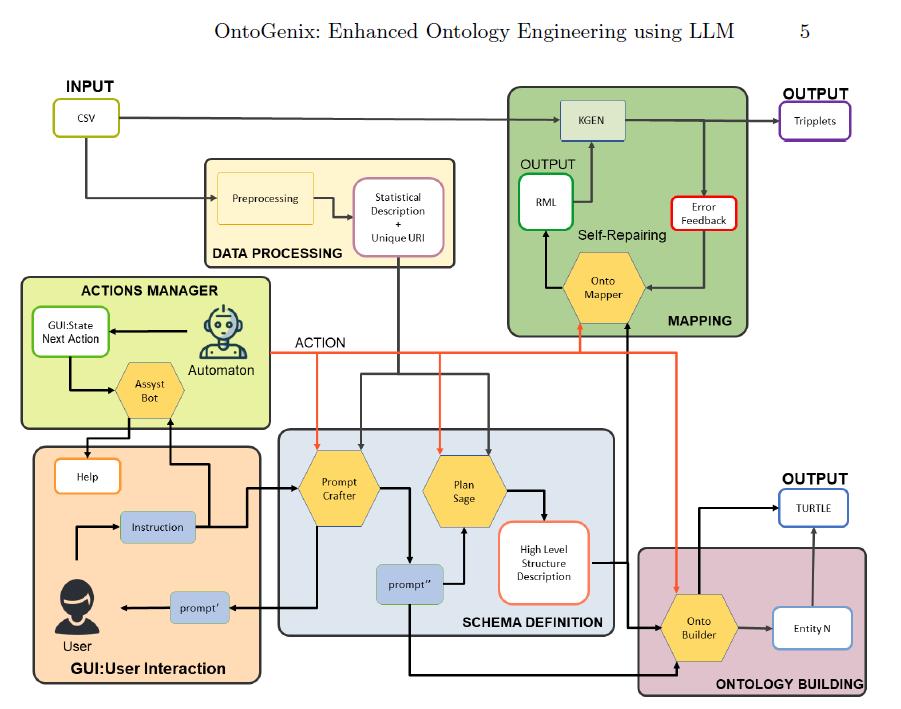 OntoGenix: Enhanced Ontology Engineering using LLM 5
INPUT
CSV
OUTPUT
Tripplets
KGEN
OUTPUT
RML
Error
Feedback
Self-Repairing
Onto
Mapper
MAPPING
Preprocessing
Statistical
Description
+
Unique URI
DATA PROCESSING
ACTIONS MANAGER
GUI:State
Next Action
Automaton
Assyst
Bot
ACTION
Help
Instruction
prompt'
User
GUI:User Interaction
Prompt
Crafter
Plan
Sage
prompt''
High Level
Structure
Description
SCHEMA DEFINITION
OUTPUT
TURTLE
Onto
Builder
Entity N
ONTOLOGY BUILDING